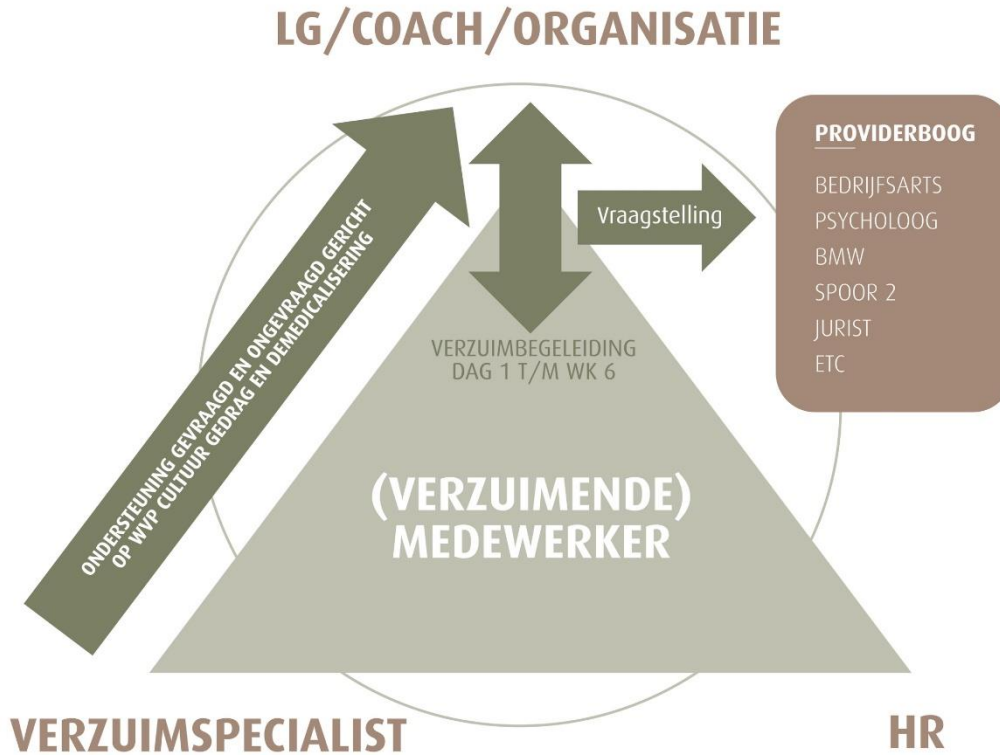 LG/COACH/ORGANISATIE
PROVIDERBOOG
BEDRIJFSARTS
PSYCHOLOOG
BMW
SPOOR 2
JURIST
ETC
Vraagstelling
ONDERSTEUNING GEVRAAGD EN ONGEVRAAGD GERICHT
OP WVP CULTUUR GEDRAG EN DEMEDICALISERING
VERZUIMBEGELEIDING
DAG 1 T/M WK 6
(VERZUIMENDE)
MEDEWERKER
VERZUIMSPECIALIST
HR